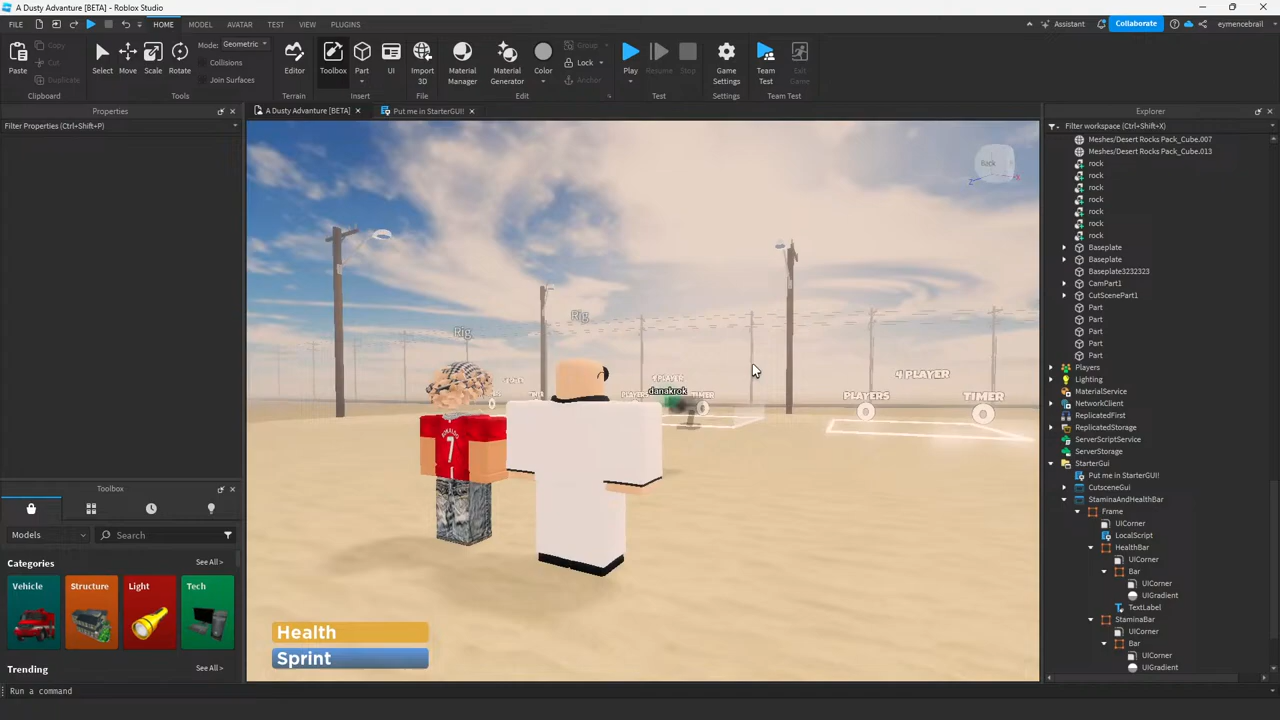 A Dusty Advanture [BETA] - Roblox Studio
FILE
HOME MODEL AVATAR TEST VIEW PLUGINS
Assistant Collaborate eymencebrail
Paste Copy Cut Duplicate
Select Move Scale Rotate
Mode: Geometric
Collisions
Join Surfaces
Editor Toolbox Part UI Import 3D Material Manager Material Generator Color
Group Lock Anchor
Play Resume Stop Game Settings Team Test Exit Game
Clipboard Tools Terrain Insert File Edit Test Settings Team Test
Properties
Filter Properties (Ctrl+Shift+P)
A Dusty Advanture [BETA] Put me in StarterGUI!
Back
Z X
Rig
Rig
danakrok
4 PLAYER
PLAYERS TIMER
RONALDO
7
Health
Sprint
Toolbox
Models Search
Categories See All >
Vehicle Structure Light Tech
Trending See All >
Run a command
Explorer
Filter workspace (Ctrl+Shift+X)
Meshes/Desert Rocks Pack_Cube.007
Meshes/Desert Rocks Pack_Cube.013
rock
rock
rock
rock
rock
rock
rock
Baseplate
Baseplate
Baseplate3232323
CamPart1
CutScenePart1
Part
Part
Part
Part
Part
Players
Lighting
MaterialService
NetworkClient
ReplicatedFirst
ReplicatedStorage
ServerScriptService
ServerStorage
StarterGui
Put me in StarterGUI!
CutsceneGui
StaminaAndHealthBar
Frame
UICorner
LocalScript
HealthBar
UICorner
Bar
UICorner
UIGradient
TextLabel
StaminaBar
UICorner
Bar
UICorner
UIGradient